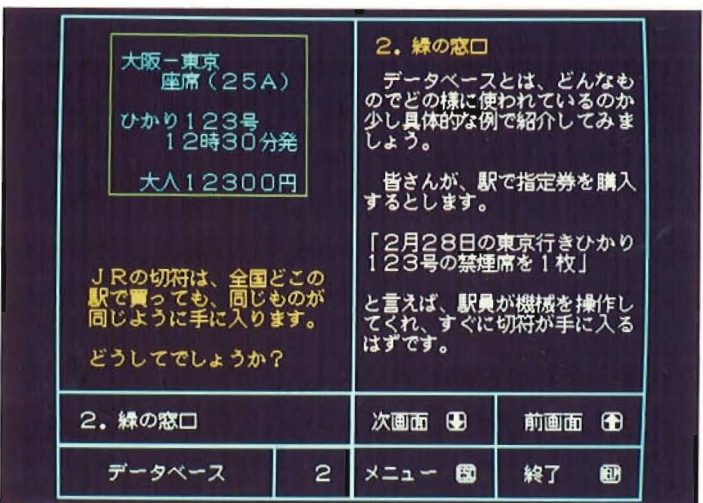 大阪－東京
座席（２５Ａ）
ひかり１２３号
１２時３０分発
大人１２３００円
ＪＲの切符は、全国どこの
駅で買っても、同じものが
同じように手に入ります。
どうしてでしょうか？
２．緑の窓口
データベースとは、どんなも
のでどの様に使われているのか
少し具体的な例で紹介してみま
しょう。
皆さんが、駅で指定券を購入
するとします。
「２月２８日の東京行きひかり
１２３号の禁煙席を１枚」
と言えば、駅員が機械を操作し
てくれ、すぐに切符が手に入る
はずです。
２．緑の窓口
次画面 ↓
前画面 ↑
データベース ２
メニュー
終了